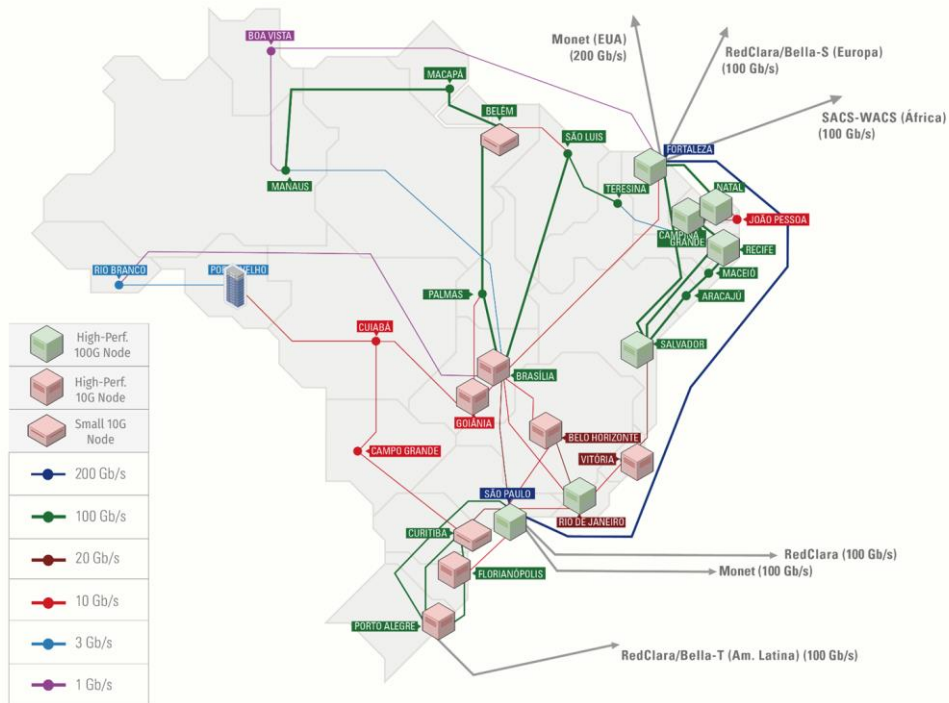 Monet (EUA)
(200 Gb/s)
RedClara/Bella-S (Europa)
(100 Gb/s)
SACS-WACS (África)
(100 Gb/s)
BOA VISTA
MACAPÁ
BELÉM
SÃO LUIS
FORTALEZA
MANAUS
TERESINA
NATAL
JOÃO PESSOA
CAMPINA
GRANDE
RECIFE
MACEIÓ
RIO BRANCO
PALMAS
ARACAJÚ
CUIABÁ
SALVADOR
BRASÍLIA
GOIÂNIA
BELO HORIZONTE
CAMPO GRANDE
VITÓRIA
SÃO PAULO
RIO DE JANEIRO
CURITIBA
FLORIANÓPOLIS
PORTO ALEGRE
RedClara (100 Gb/s)
Monet (100 Gb/s)
RedClara/Bella-T (Am. Latina) (100 Gb/s)
High-Perf.
100G Node
High-Perf.
10G Node
Small 10G
Node
200 Gb/s
100 Gb/s
20 Gb/s
10 Gb/s
3 Gb/s
1 Gb/s